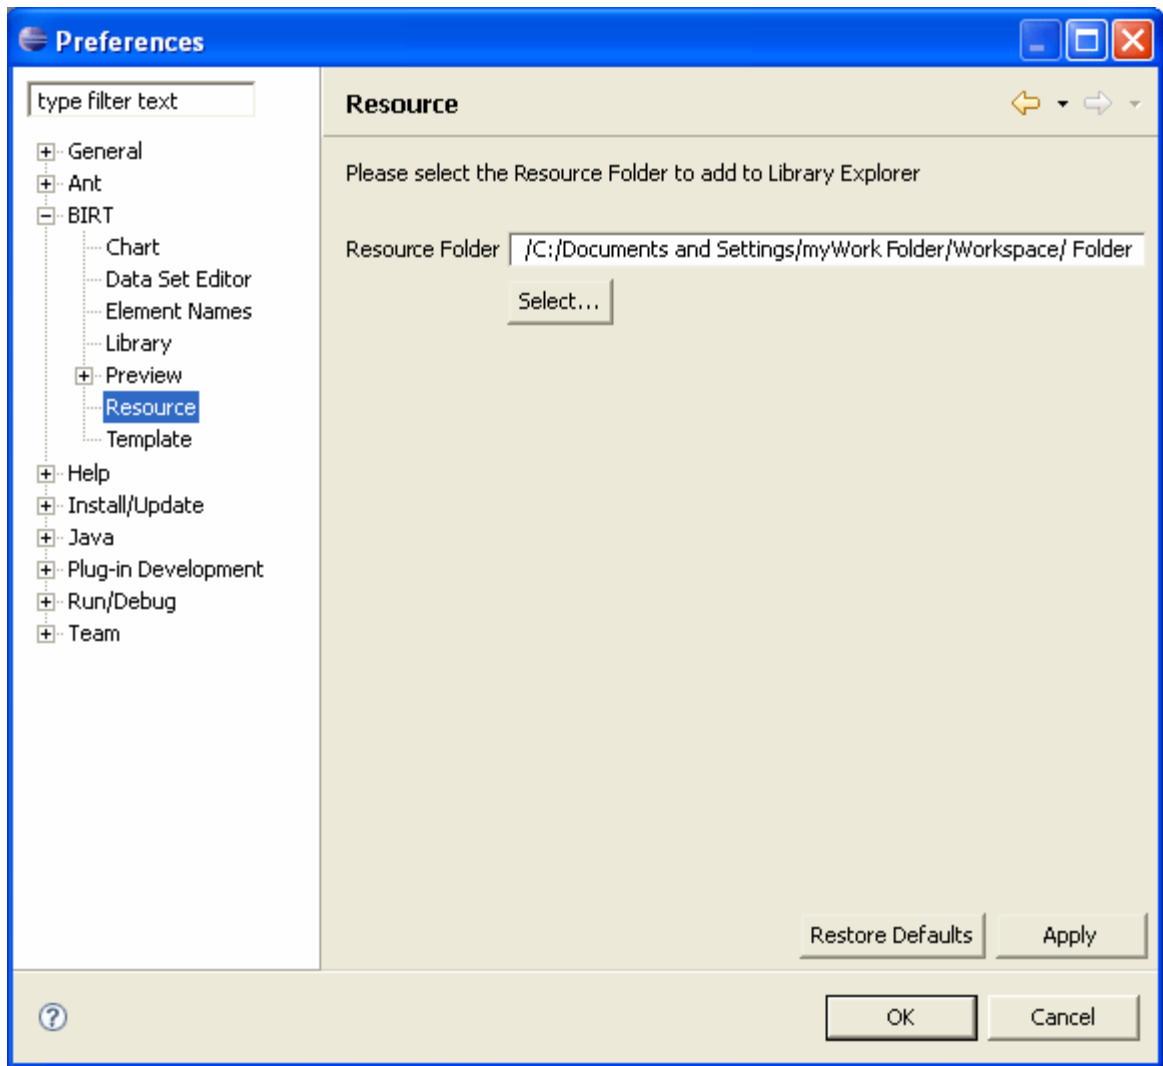 Preferences
type filter text
General
Ant
BIRT
Chart
Data Set Editor
Element Names
Library
Preview
Resource
Template
Help
Install/Update
Java
Plug-in Development
Run/Debug
Team
Resource
Please select the Resource Folder to add to Library Explorer
Resource Folder /C:/Documents and Settings/myWork Folder/Workspace/ Folder
Select...
Restore Defaults Apply
OK Cancel